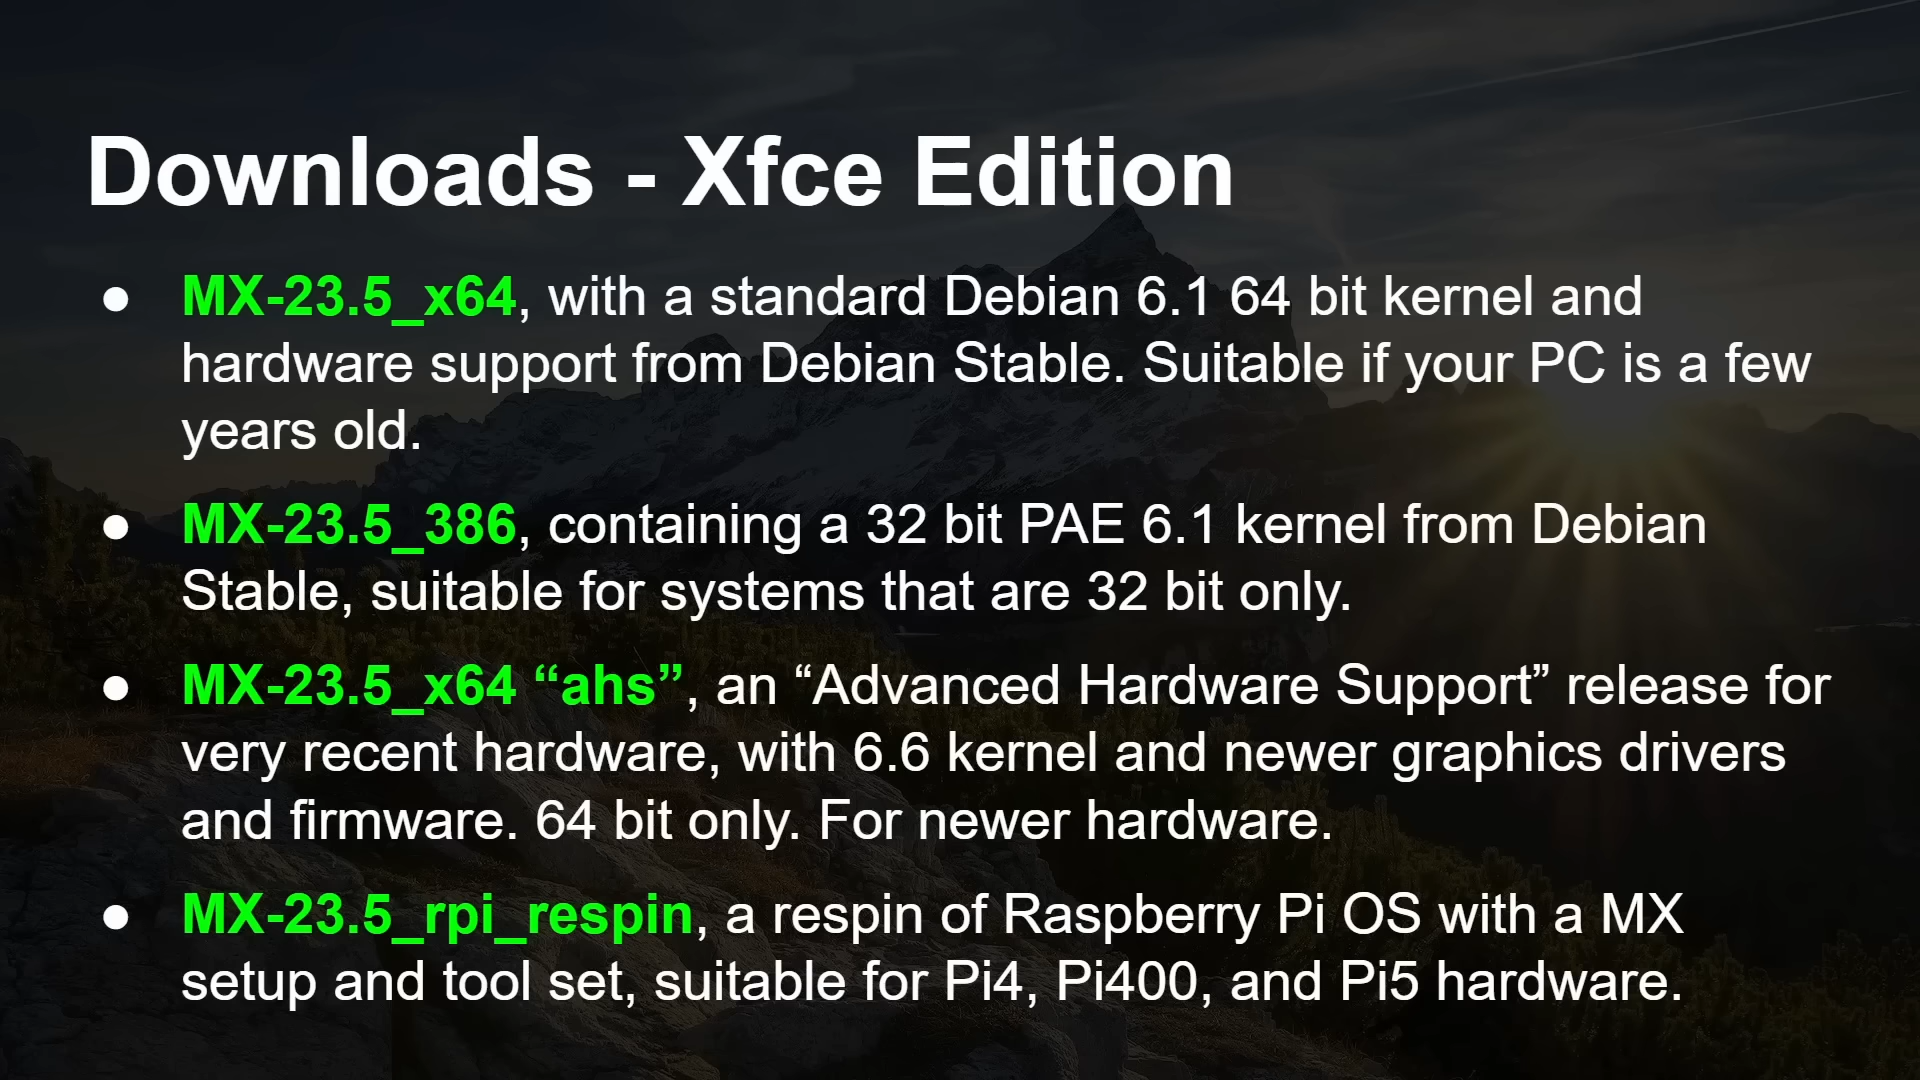 Downloads - Xfce Edition
● MX-23.5_x64, with a standard Debian 6.1 64 bit kernel and
hardware support from Debian Stable. Suitable if your PC is a few
years old.
● MX-23.5_386, containing a 32 bit PAE 6.1 kernel from Debian
Stable, suitable for systems that are 32 bit only.
● MX-23.5_x64 “ahs”, an “Advanced Hardware Support” release for
very recent hardware, with 6.6 kernel and newer graphics drivers
and firmware. 64 bit only. For newer hardware.
● MX-23.5_rpi_respin, a respin of Raspberry Pi OS with a MX
setup and tool set, suitable for Pi4, Pi400, and Pi5 hardware.